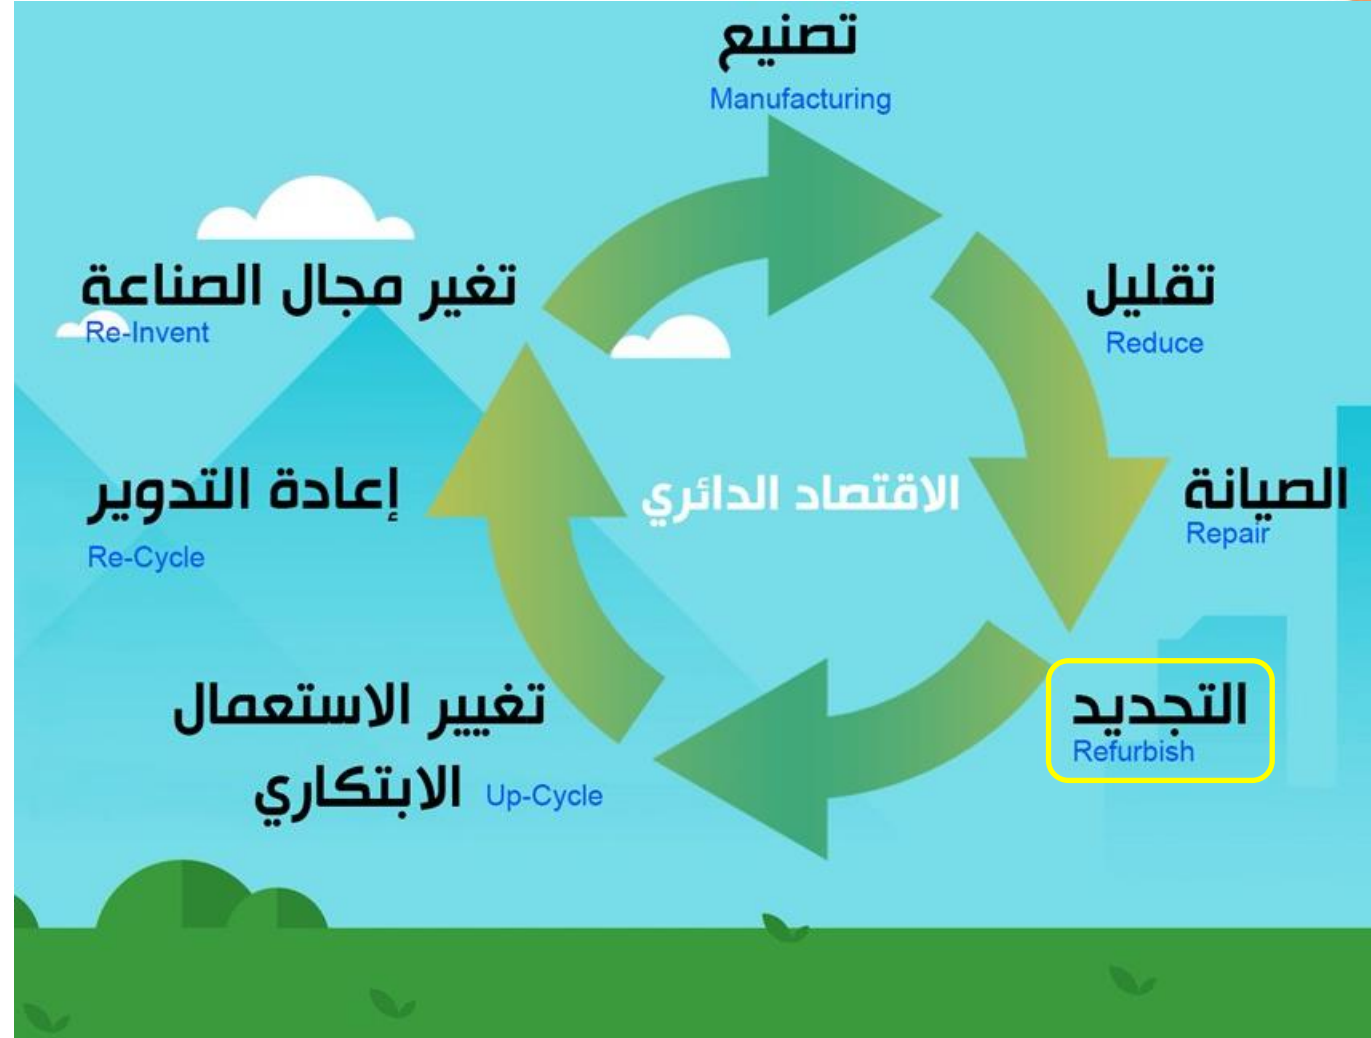 تصنيع
Manufacturing
تقليل
Reduce
الصيانة
Repair
التجديد
Refurbish
تغيير الاستعمال
الابتكاري Up-Cycle
إعادة التدوير
Re-Cycle
تغير مجال الصناعة
Re-Invent
الاقتصاد الدائري